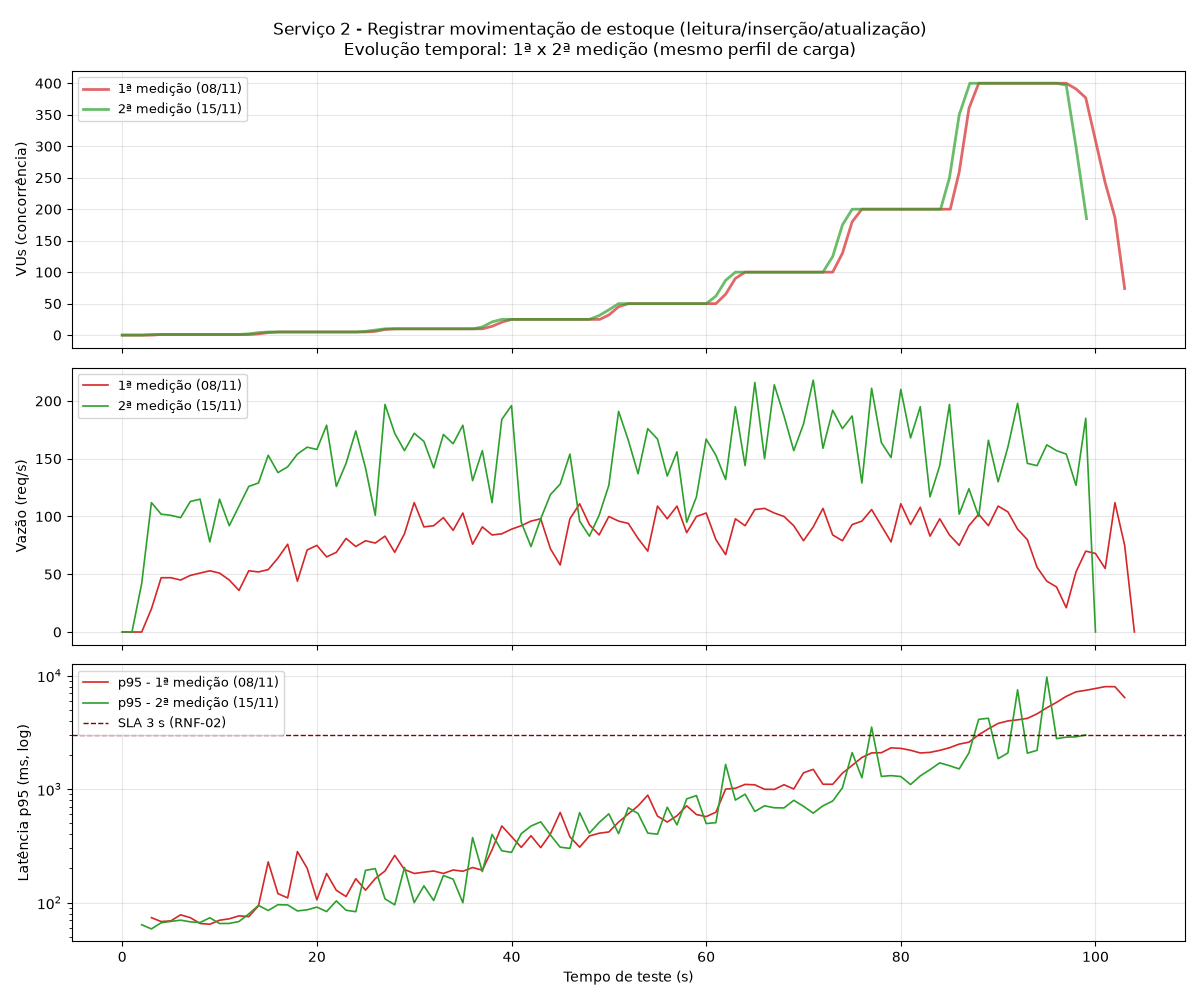 Serviço 2 - Registrar movimentação de estoque (leitura/inserção/atualização)
Evolução temporal: 1ª x 2ª medição (mesmo perfil de carga)
VUs (concorrência)
400
350
300
250
200
150
100
50
0
1ª medição (08/11)
2ª medição (15/11)
Vazão (req/s)
200
150
100
50
0
1ª medição (08/11)
2ª medição (15/11)
Latência p95 (ms, log)
10⁴
10³
10²
p95 - 1ª medição (08/11)
p95 - 2ª medição (15/11)
SLA 3 s (RNF-02)
0
20
40
60
80
100
Tempo de teste (s)